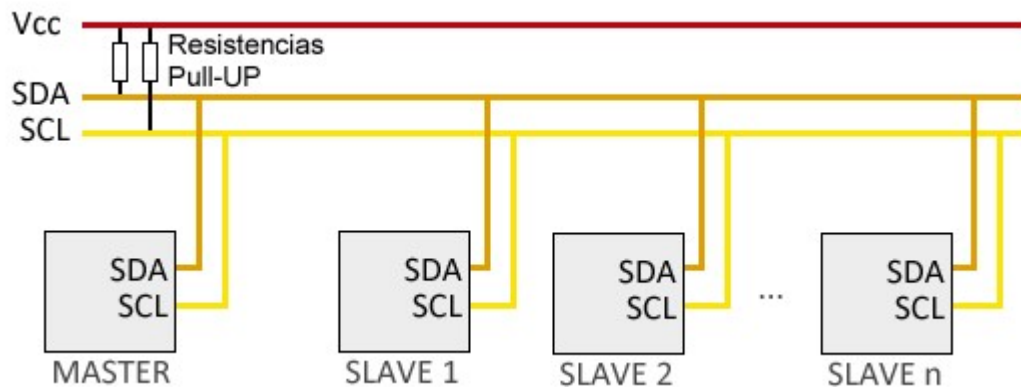 Vcc
Resistencias
Pull-UP
SDA
SCL
SDA
SCL
MASTER
SDA
SCL
SLAVE 1
SDA
SCL
SLAVE 2
...
SDA
SCL
SLAVE n